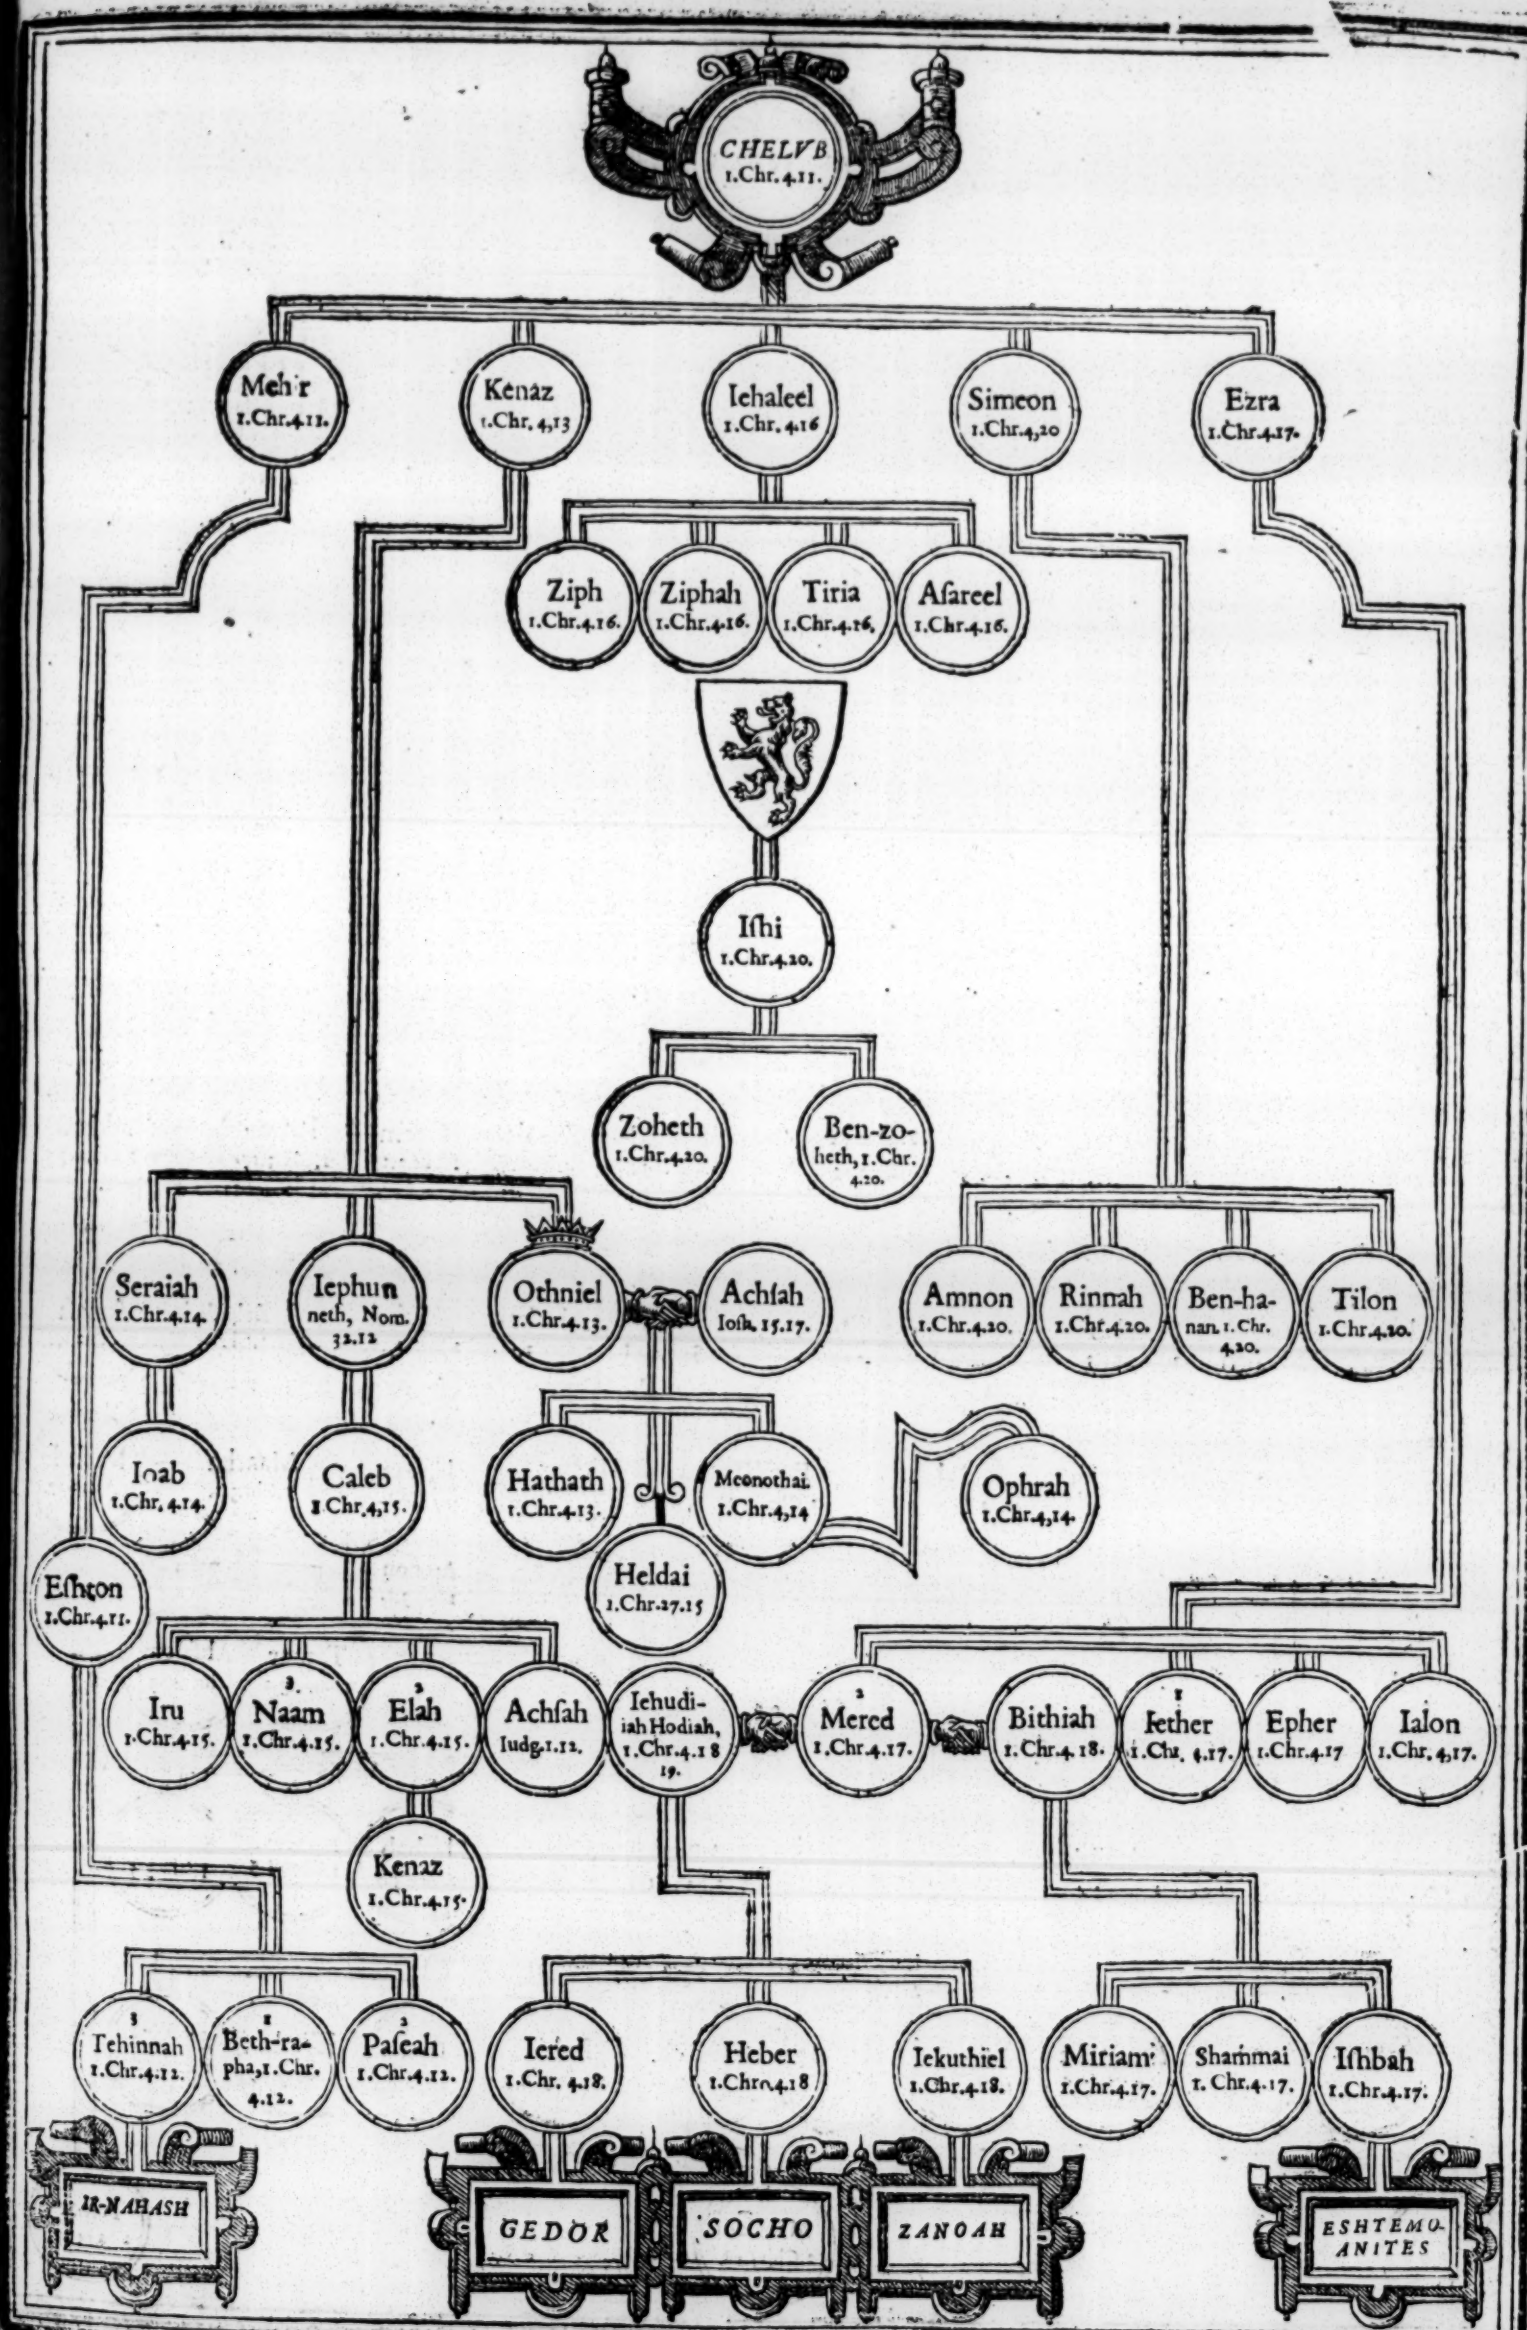 CHELVB
1.Chr.4.11.
Mehir
1.Chr.4.11.
Kenaz
1.Chr.4,13
Iehaleel
1.Chr.4.16
Simeon
1.Chr.4,20
Ezra
1.Chr.4.17.
Ziph
1.Chr.4.16.
Ziphah
1.Chr.4.16.
Tiria
1.Chr.4.16.
Aſareel
1.Chr.4.16.
Iſhi
1.Chr.4.20.
Zoheth
1.Chr.4.20.
Ben-zo-
heth, 1.Chr.
4.20.
Seraiah
1.Chr.4.14.
Iephun
neth, Nom.
32.12
Othniel
1.Chr.4.13.
Achſah
Ioſh. 15.17.
Amnon
1.Chr.4.20.
Rinnah
1.Chr.4.20.
Ben-ha-
nan. 1. Chr.
4.20.
Tilon
1.Chr.4.20.
Ioab
1.Chr. 4.14.
Caleb
1.Chr.4,15.
Hathath
1.Chr.4.13.
Meonothai.
1.Chr.4,14
Ophrah
1.Chr.4,14.
Heldai
1.Chr.27.15
Eſhton
1.Chr.4.11.
Iru
1.Chr.4.15.
3
Naam
1.Chr.4.15.
2
Elah
1.Chr.4.15.
Achſah
Iudg.1.12.
Iehudi-
iah Hodiah,
1.Chr.4.18
19.
2
Mered
1.Chr.4.17.
Bithiah
1.Chr.4.18.
1
Iether
1.Chr. 4.17.
Epher
1.Chr.4.17
Ialon
1.Chr.4,17.
Kenaz
1.Chr.4.15.
3
Tehinnah
1.Chr.4.12.
1
Beth-ra-
pha, 1.Chr.
4.12.
2
Paſeah
1.Chr.4.12.
Iered
1.Chr. 4.18.
Heber
1.Chron.4.18
Iekuthiel
1.Chr.4.18.
Miriam
1.Chr.4.17.
Shammai
1. Chr.4.17.
Iſhbah
1.Chr.4.17.
IR-NAHASH
GEDOR
SOCHO
ZANOAH
ESHTEMO-
ANITES